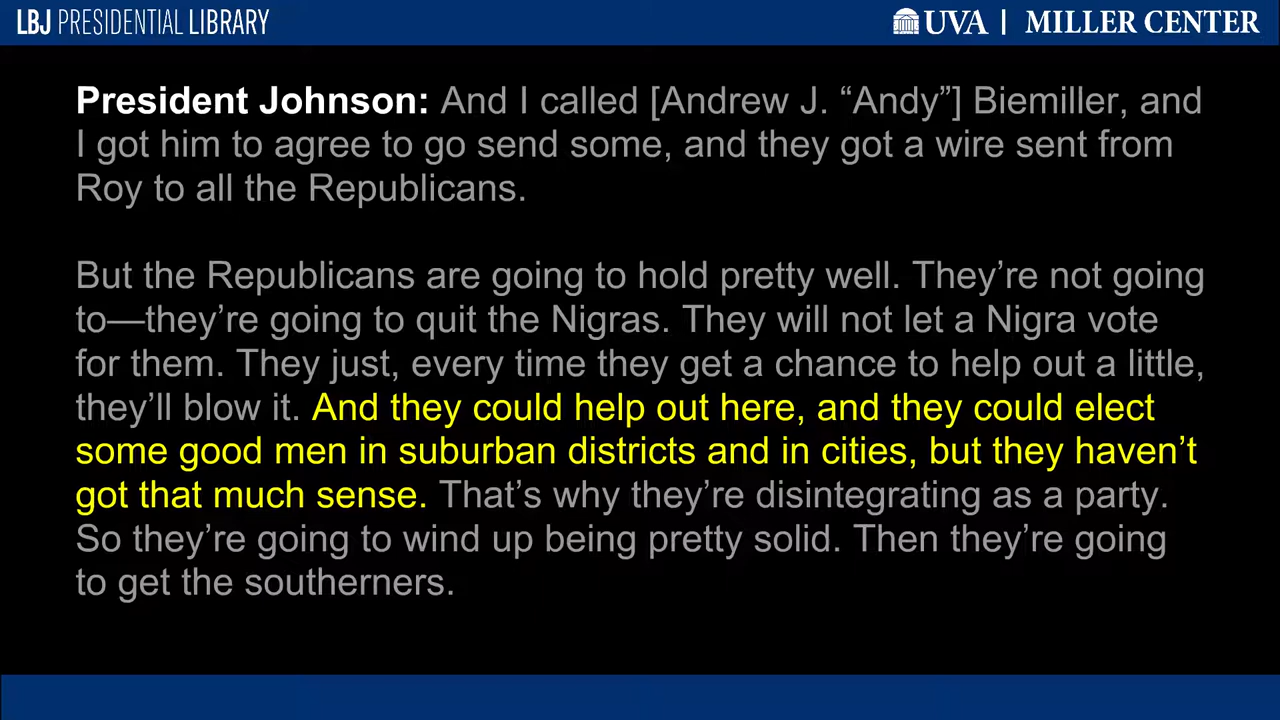 LBJ PRESIDENTIAL LIBRARY
UVA | MILLER CENTER
President Johnson: And I called [Andrew J. “Andy”] Biemiller, and
I got him to agree to go send some, and they got a wire sent from
Roy to all the Republicans.
But the Republicans are going to hold pretty well. They’re not going
to—they’re going to quit the Nigras. They will not let a Nigra vote
for them. They just, every time they get a chance to help out a little,
they’ll blow it. And they could help out here, and they could elect
some good men in suburban districts and in cities, but they haven’t
got that much sense. That’s why they’re disintegrating as a party.
So they’re going to wind up being pretty solid. Then they’re going
to get the southerners.